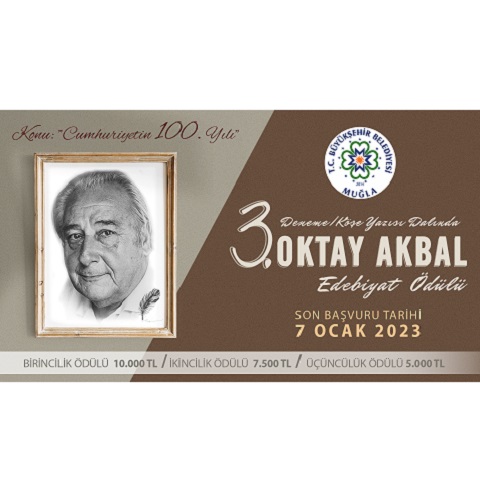 Konu: "Cumhuriyetin 100. Yılı"
T.C. BÜYÜKŞEHİR BELEDİYESİ
MUĞLA
Deneme/Köşe Yazısı Dalında
3. OKTAY AKBAL
Edebiyat Ödülü
SON BAŞVURU TARİHİ
7 OCAK 2023
BİRİNCİLİK ÖDÜLÜ 10.000 TL / İKİNCİLİK ÖDÜLÜ 7.500 TL / ÜÇÜNCÜLÜK ÖDÜLÜ 5.000 TL